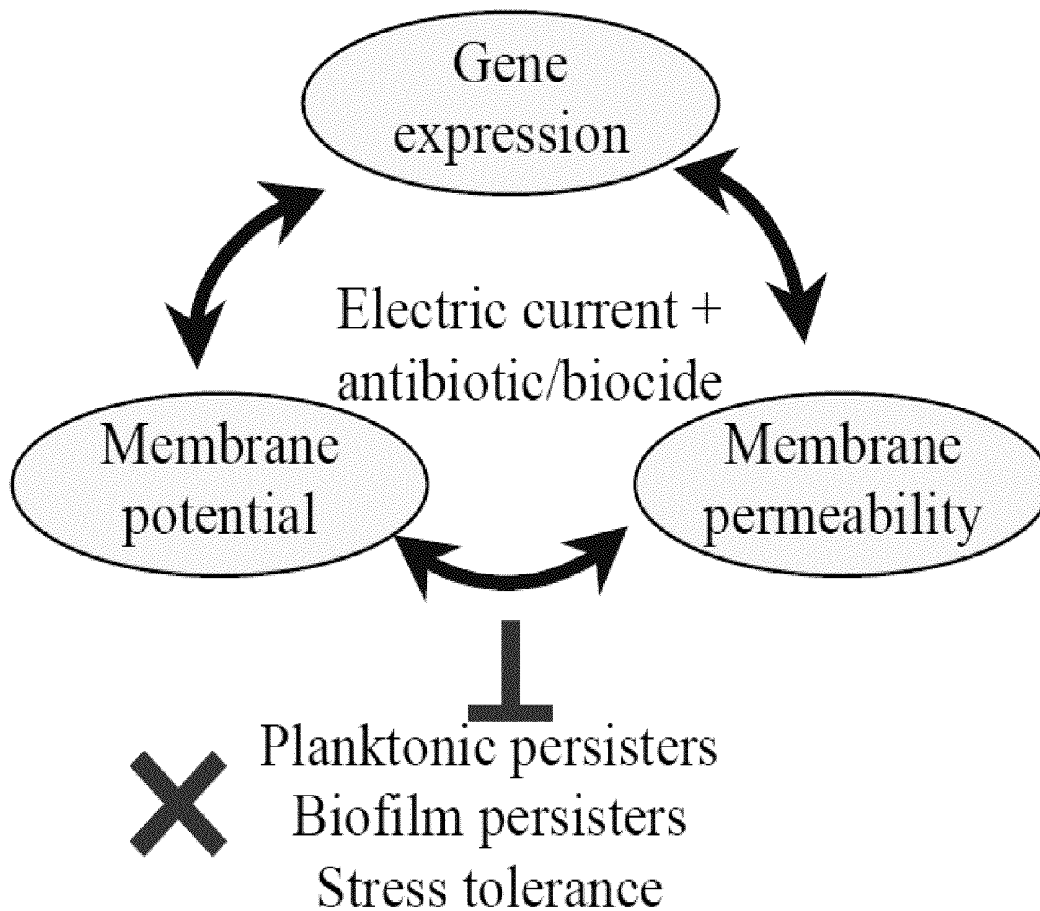 Gene
expression
Electric current +
antibiotic/biocide
Membrane
potential
Membrane
permeability
Planktonic persisters
Biofilm persisters
Stress tolerance